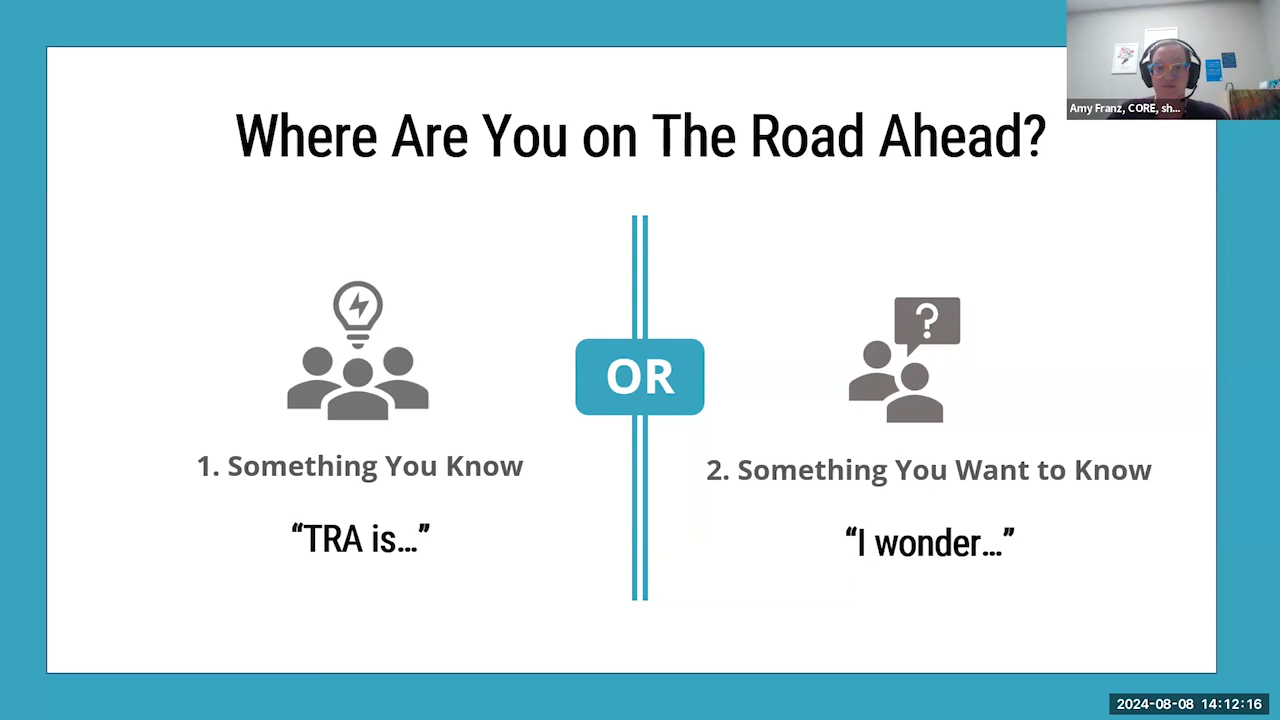 Amy Franz, CORE, sh...
Where Are You on The Road Ahead?
OR
?
1. Something You Know
2. Something You Want to Know
“TRA is...”
“I wonder...”
2024-08-08 14:12:16